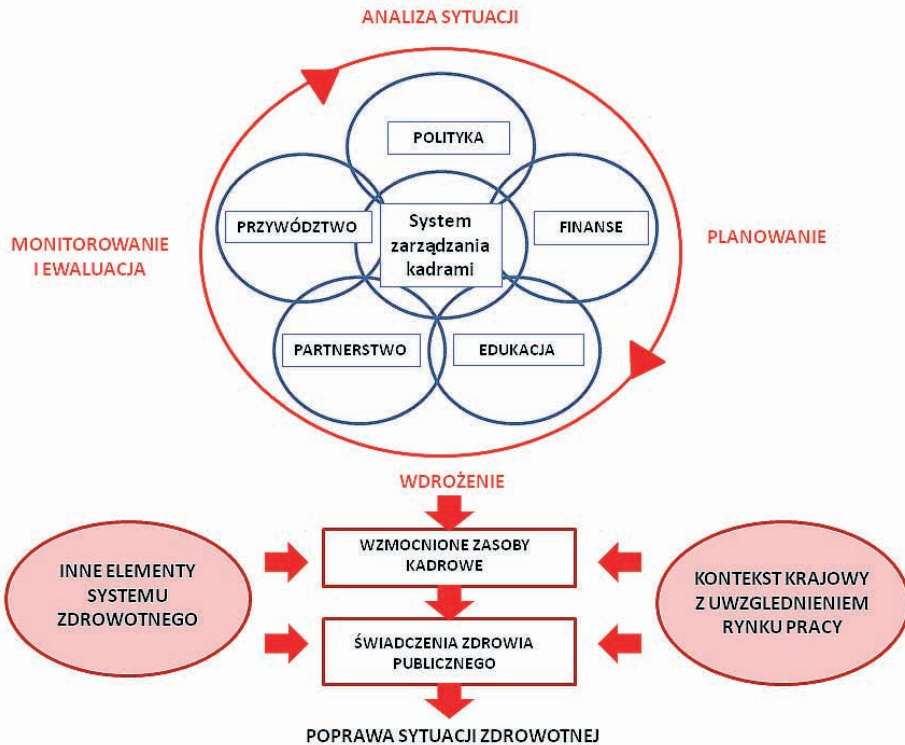 ANALIZA SYTUACJI
POLITYKA
PRZYWÓDZTWO
System
zarządzania
kadrami
FINANSE
MONITOROWANIE
I EWALUACJA
PLANOWANIE
PARTNERSTWO
EDUKACJA
WDROŻENIE
WZMOCNIONE ZASOBY
KADROWE
INNE ELEMENTY
SYSTEMU
ZDROWOTNEGO
KONTEKST KRAJOWY
Z UWZGLEDNIENIEM
RYNKU PRACY
ŚWIADCZENIA ZDROWIA
PUBLICZNEGO
POPRAWA SYTUACJI ZDROWOTNEJ